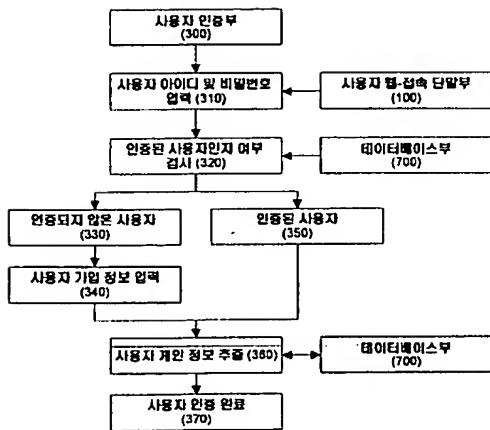 사용자 인증부
(300)
사용자 아이디 및 비밀번호
입력 (310)
사용자 웹-접속 단말부
(100)
인증된 사용자인지 여부
검사 (320)
데이터베이스부
(700)
인증되지 않은 사용자
(330)
인증된 사용자
(350)
사용자 가입 정보 입력
(340)
사용자 개인 정보 추출 (360)
데이터베이스부
(700)
사용자 인증 완료
(370)